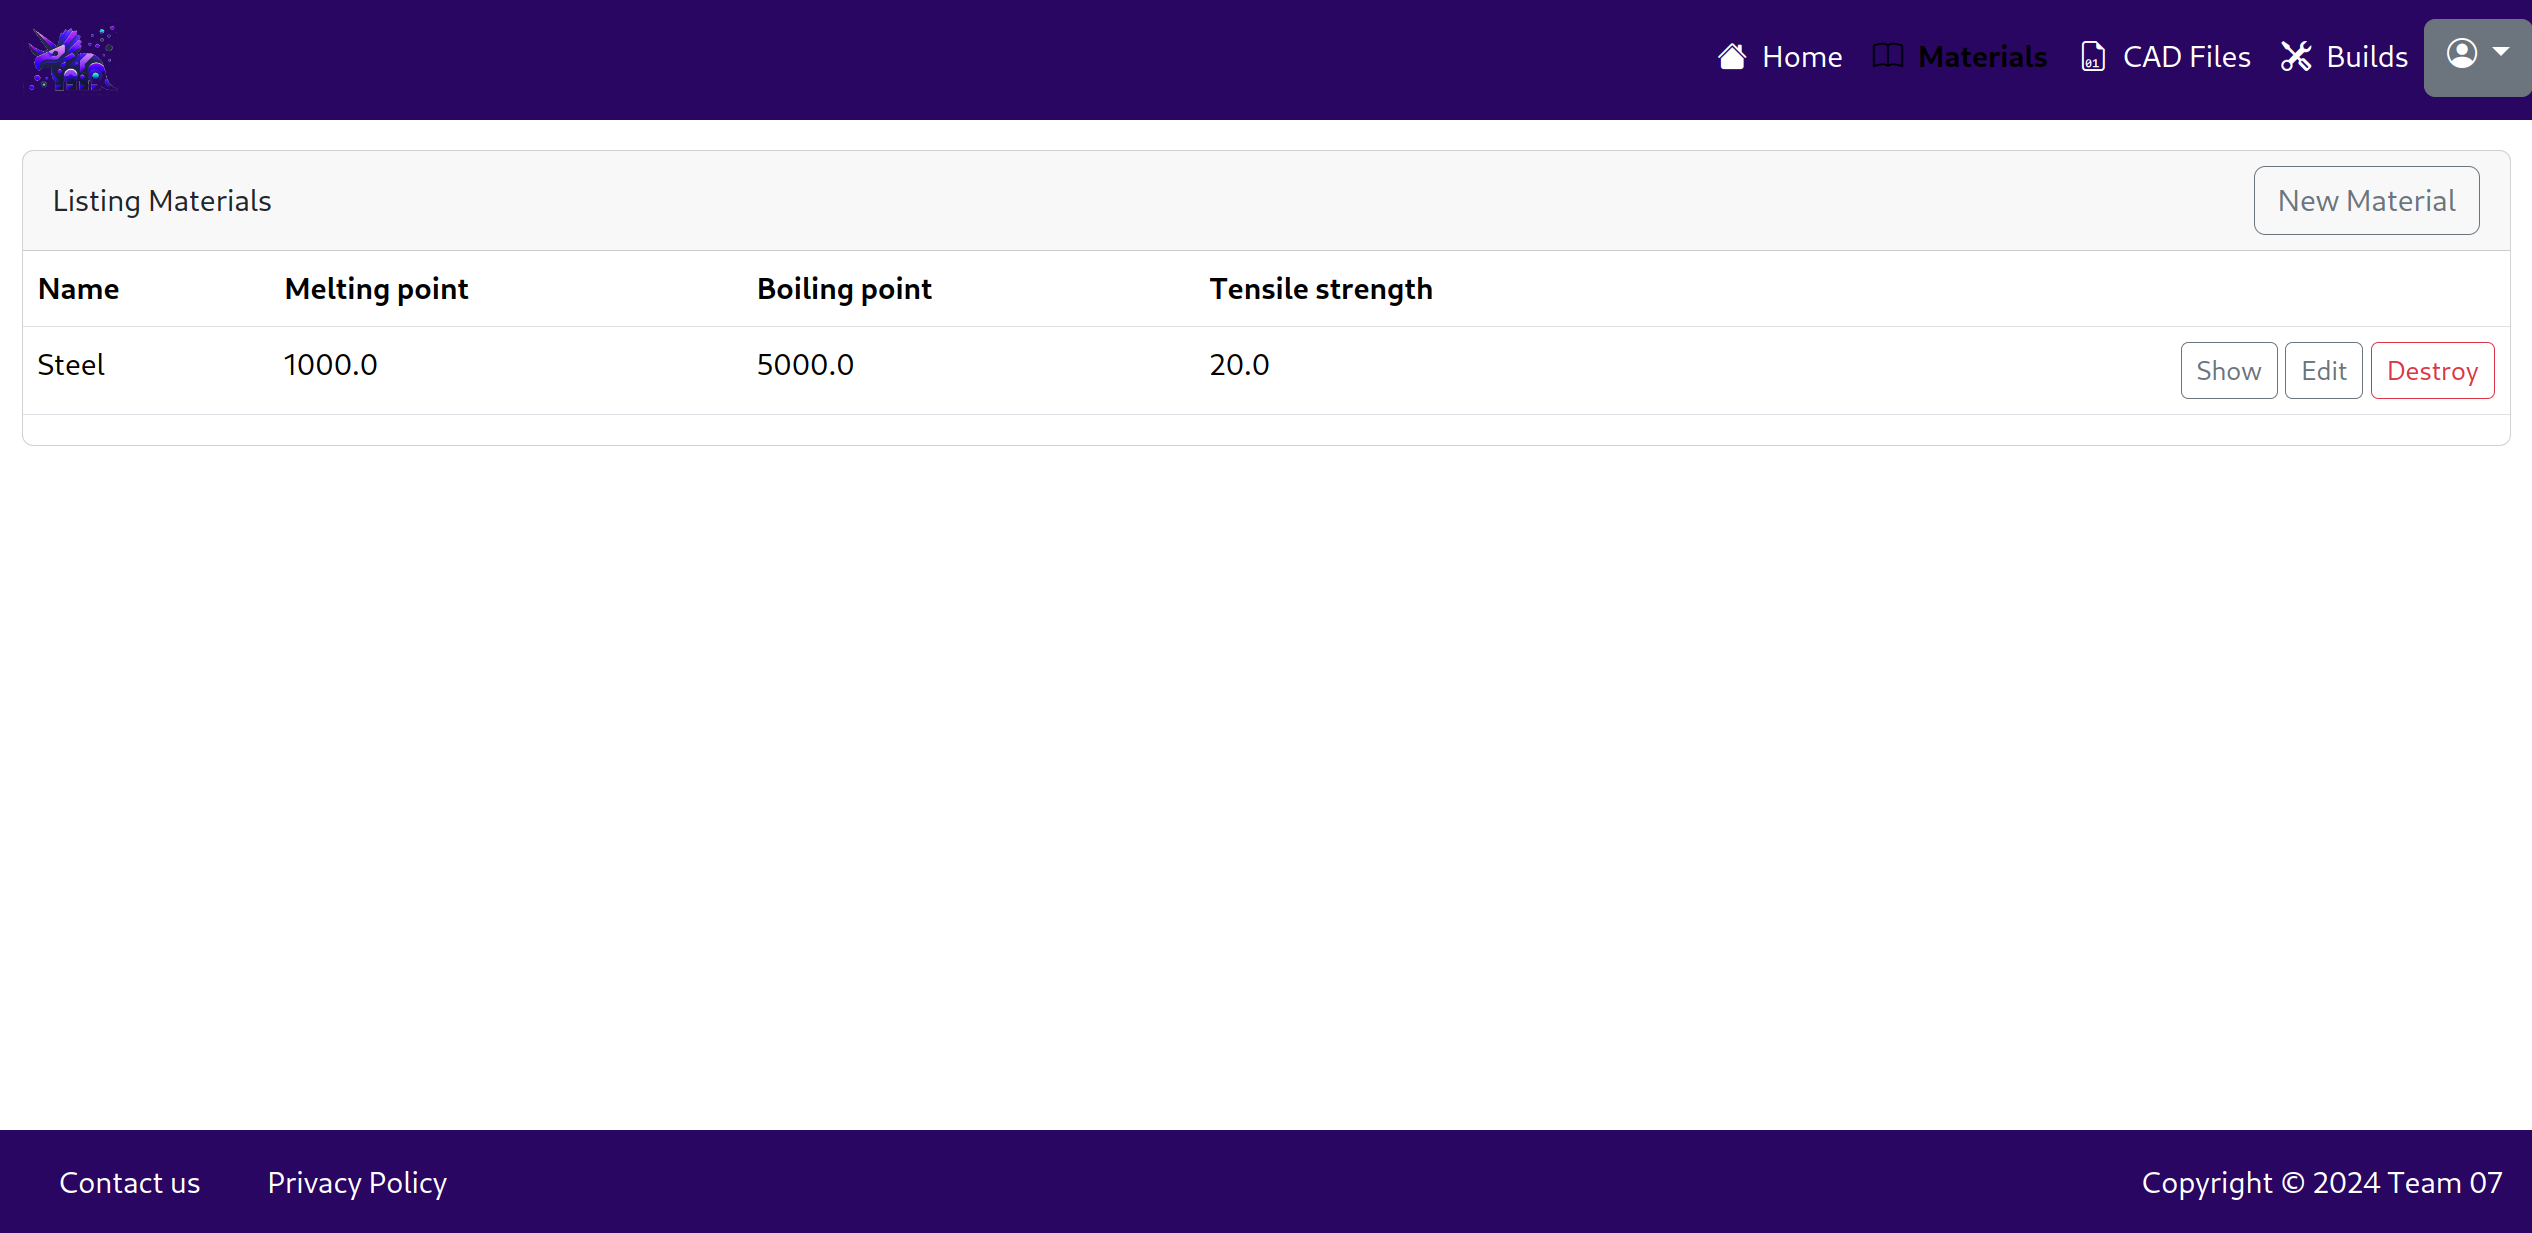 Home Materials CAD Files Builds
Listing Materials New Material
Name Melting point Boiling point Tensile strength
Steel 1000.0 5000.0 20.0 Show Edit Destroy
Contact us Privacy Policy Copyright © 2024 Team 07